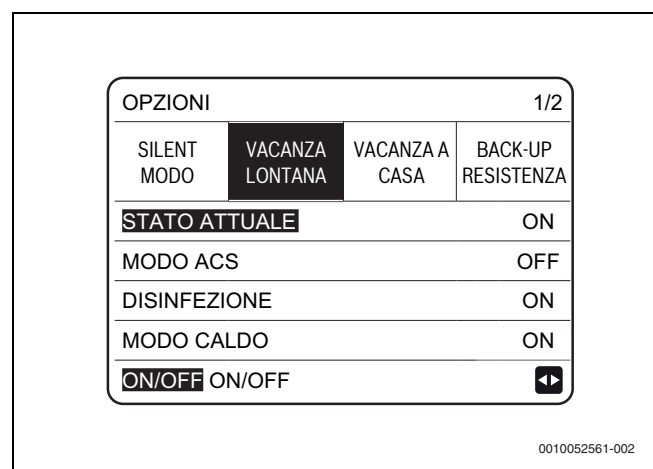 OPZIONI 1/2
SILENT MODO
VACANZA LONTANA
VACANZA A CASA
BACK-UP RESISTENZA
STATO ATTUALE ON
MODO ACS OFF
DISINFEZIONE ON
MODO CALDO ON
ON/OFF ON/OFF
0010052561-002